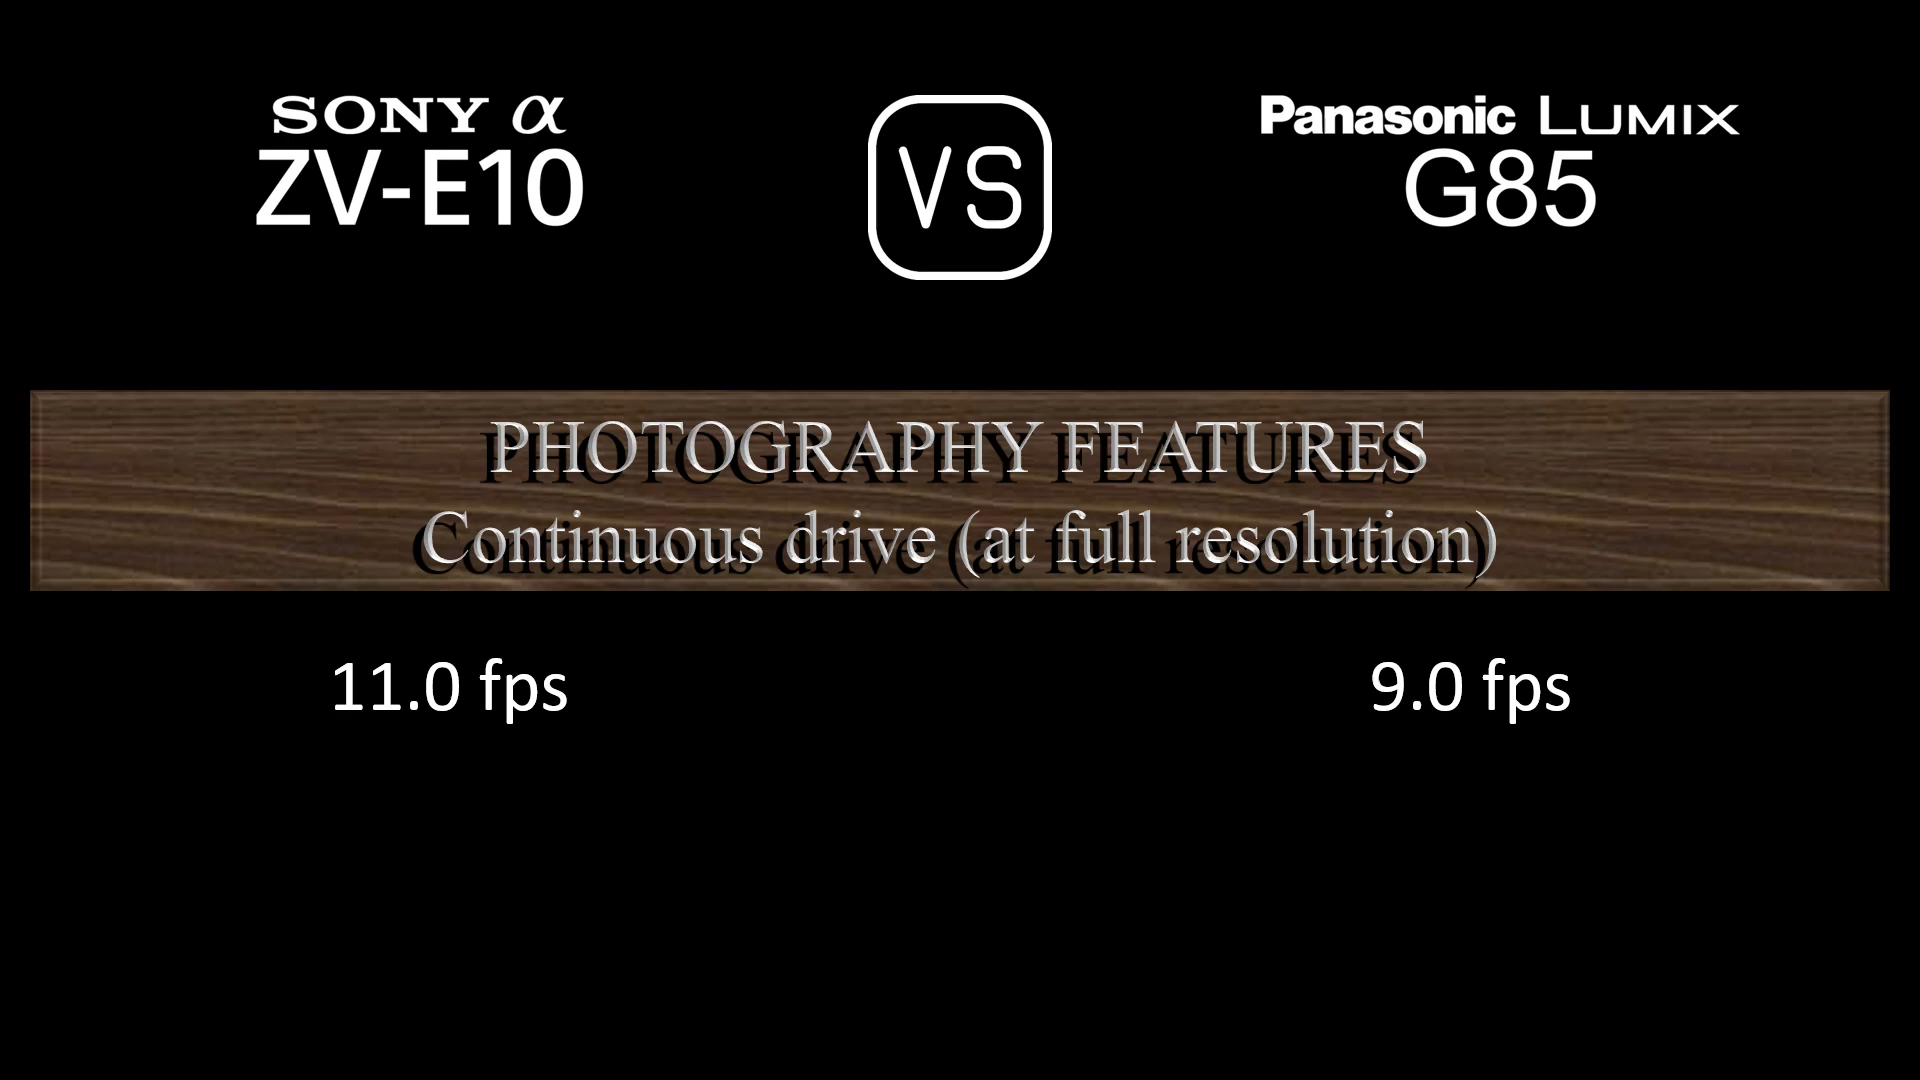 SONY α
ZV-E10
VS
Panasonic LUMIX
G85
PHOTOGRAPHY FEATURES
Continuous drive (at full resolution)
11.0 fps
9.0 fps